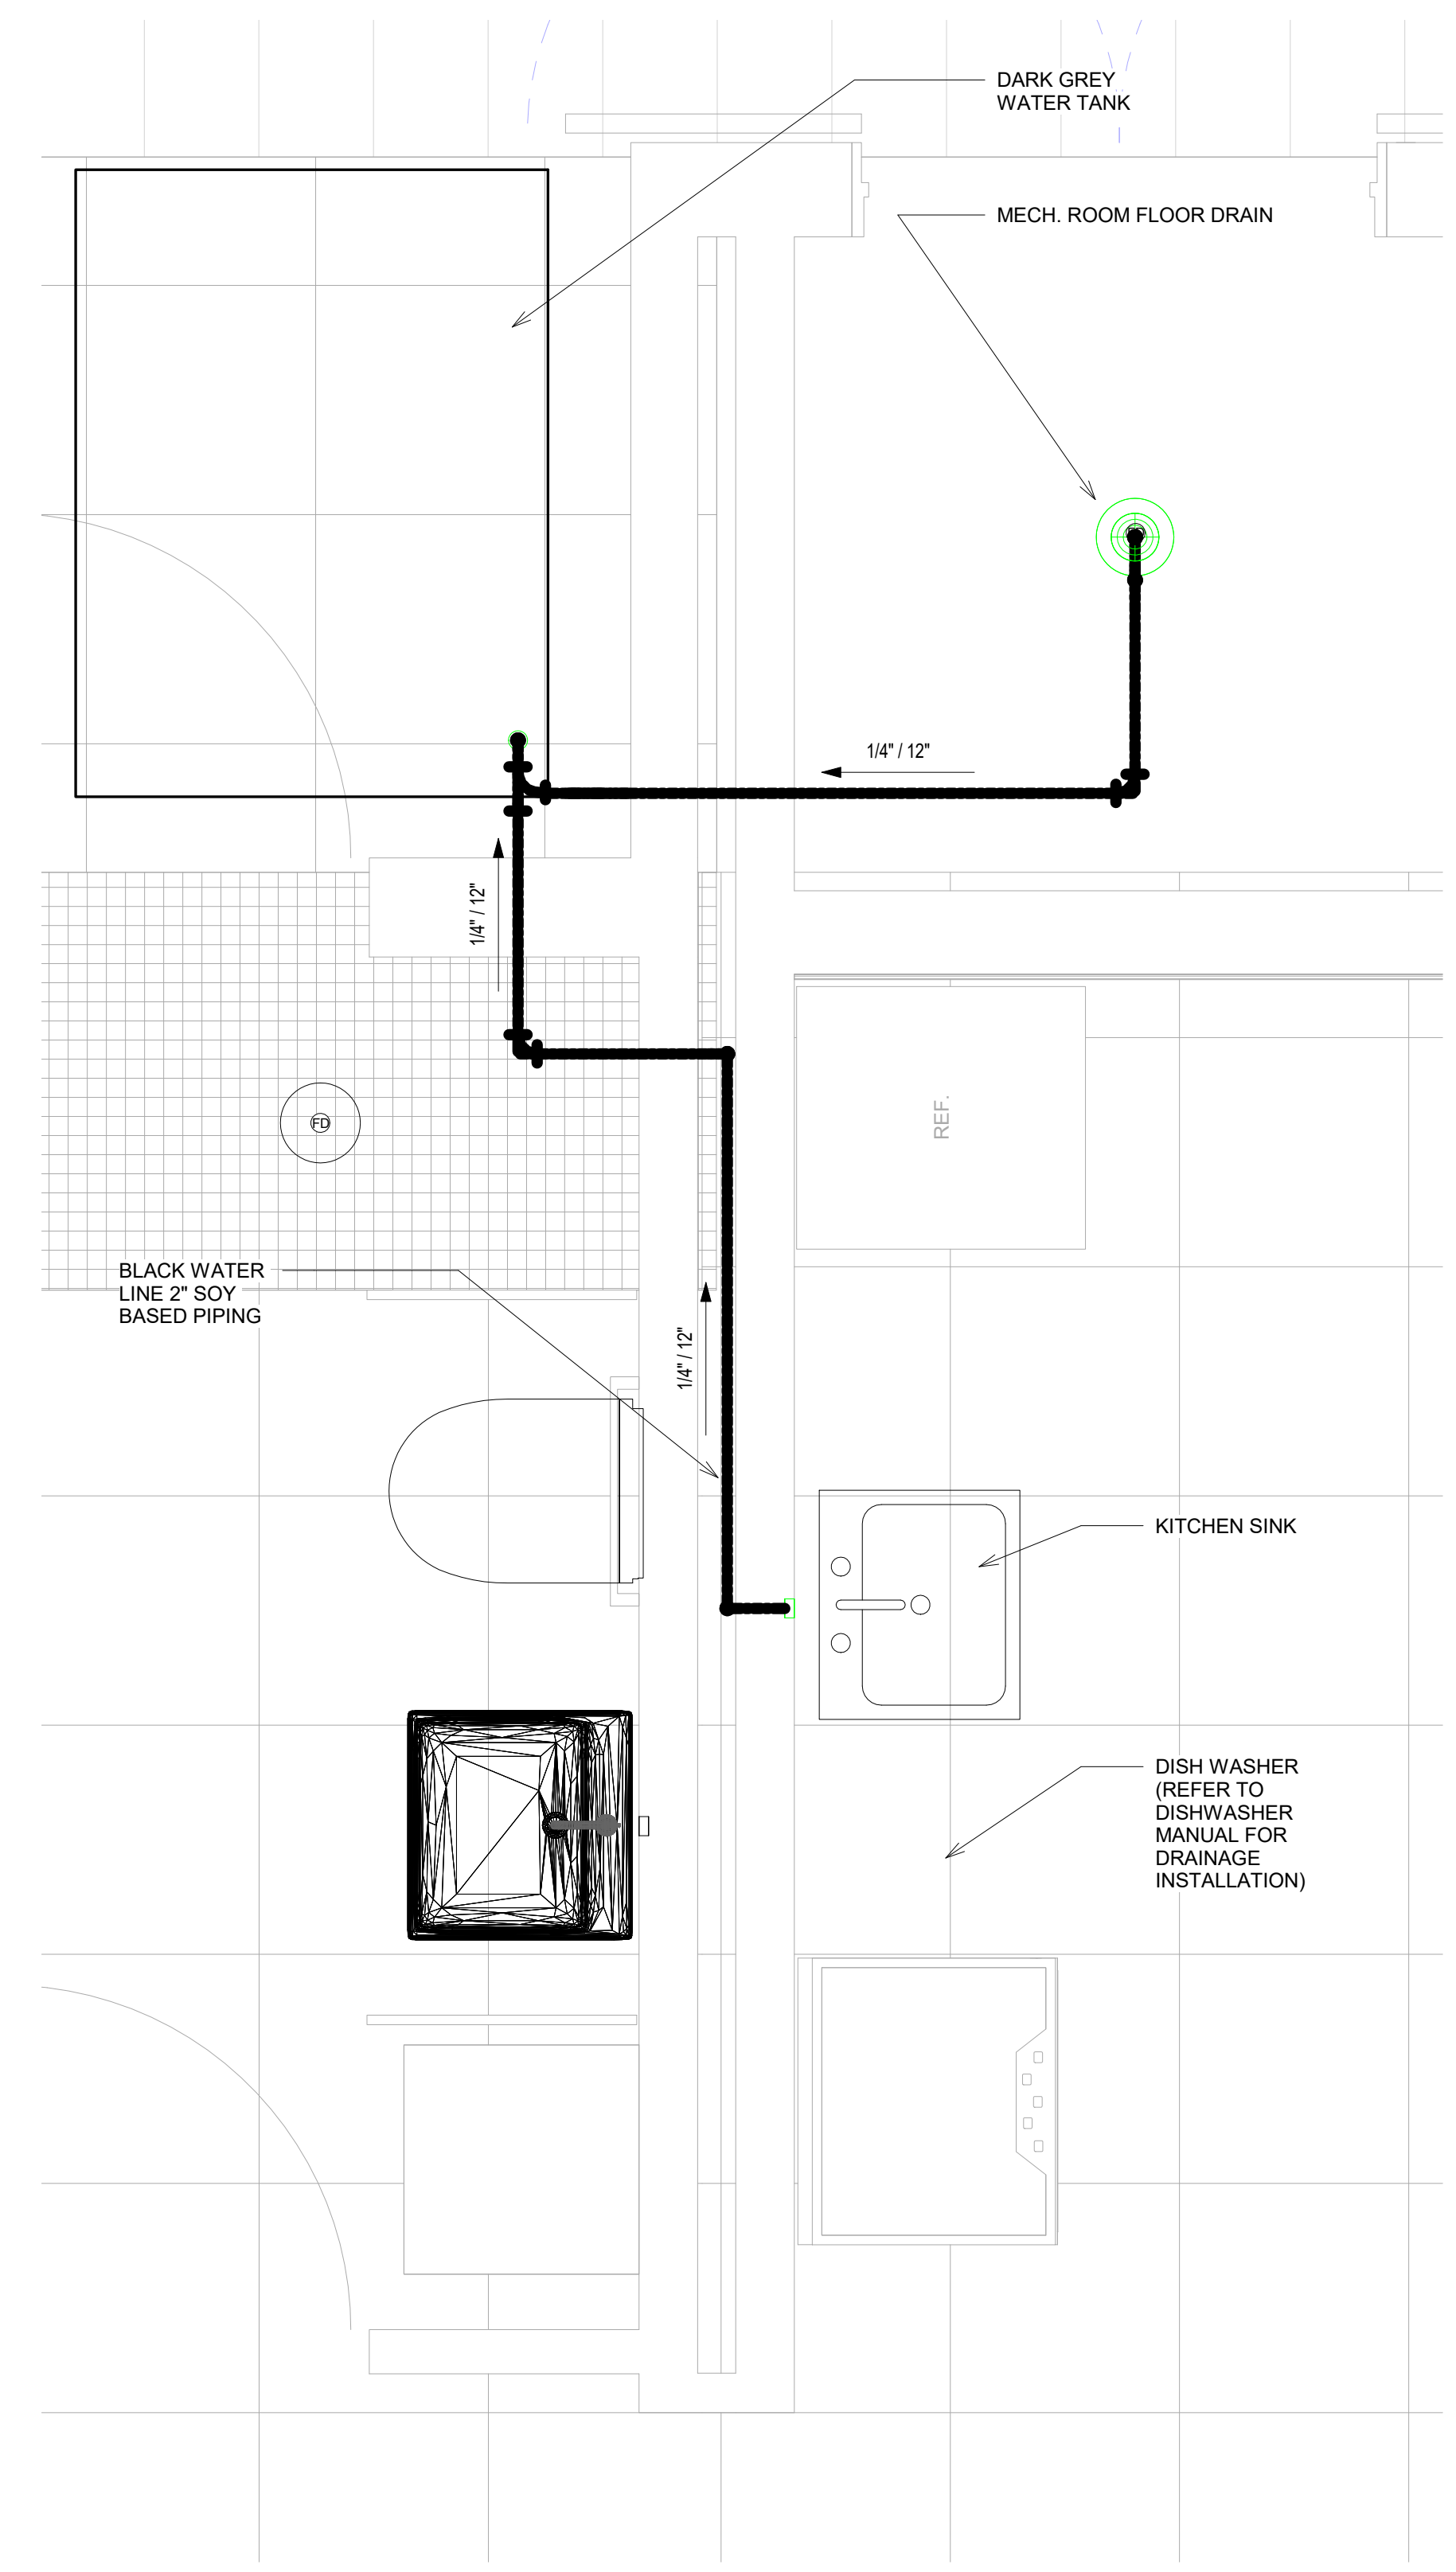 DARK GREY
WATER TANK
MECH. ROOM FLOOR DRAIN
1/4" / 12"
1/4" / 12"
REF.
FD
BLACK WATER
LINE 2" SOY
BASED PIPING
1/4" / 12"
KITCHEN SINK
DISH WASHER
(REFER TO
DISHWASHER
MANUAL FOR
DRAINAGE
INSTALLATION)